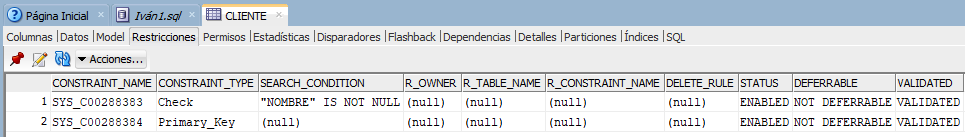 Página Inicial Iván1.sql CLIENTE
Columnas Datos Model Restricciones Permisos Estadísticas Disparadores Flashback Dependencias Detalles Particiones Índices SQL
Acciones...
CONSTRAINT_NAME CONSTRAINT_TYPE SEARCH_CONDITION R_OWNER R_TABLE_NAME R_CONSTRAINT_NAME DELETE_RULE STATUS DEFERRABLE VALIDATED
1 SYS_C00288383 Check "NOMBRE" IS NOT NULL (null) (null) (null) (null) ENABLED NOT DEFERRABLE VALIDATED
2 SYS_C00288384 Primary_Key (null) (null) (null) (null) (null) ENABLED NOT DEFERRABLE VALIDATED